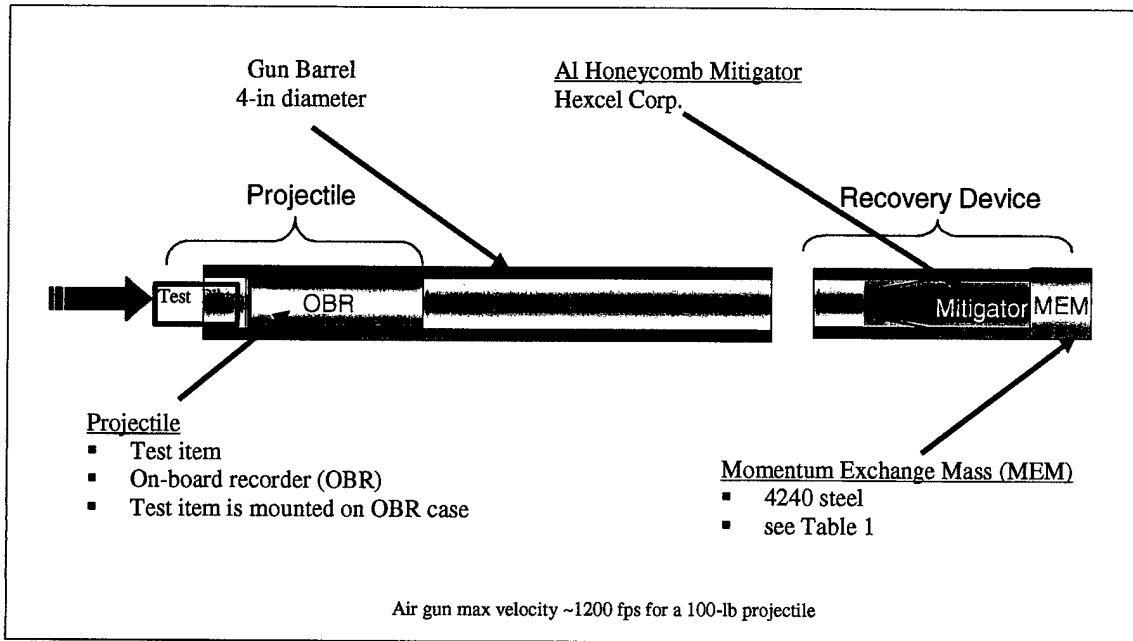 Gun Barrel
4-in diameter
Al Honeycomb Mitigator
Hexcel Corp.
Projectile
Recovery Device
Test
OBR
Mitigator
MEM
Projectile
▪ Test item
▪ On-board recorder (OBR)
▪ Test item is mounted on OBR case
Momentum Exchange Mass (MEM)
▪ 4240 steel
▪ see Table 1
Air gun max velocity ~1200 fps for a 100-lb projectile